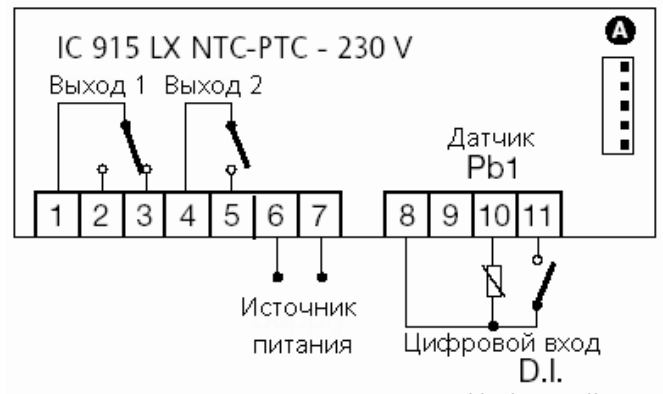 IC 915 LX NTC-PTC - 230 V
A
Выход 1 Выход 2
Датчик
Pb1
1 2 3 4 5 6 7 8 9 10 11
Источник
питания
Цифровой вход
D.I.